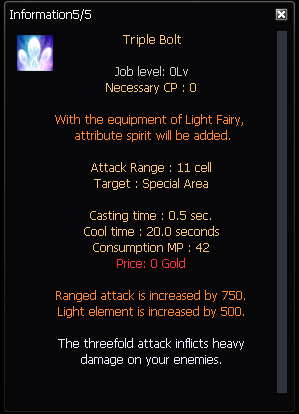 Information5/5
Triple Bolt
Job level: 0Lv
Necessary CP : 0
With the equipment of Light Fairy,
attribute spirit will be added.
Attack Range : 11 cell
Target : Special Area
Casting time : 0.5 sec.
Cool time : 20.0 seconds
Consumption MP : 42
Price: 0 Gold
Ranged attack is increased by 750.
Light element is increased by 500.
The threefold attack inflicts heavy
damage on your enemies.